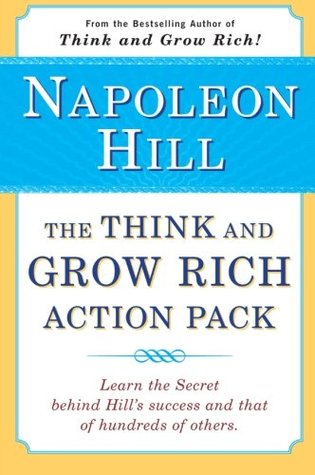 From the Bestselling Author of
Think and Grow Rich!
NAPOLEON
HILL
THE THINK AND
GROW RICH
ACTION PACK
Learn the Secret
behind Hill's success and that
of hundreds of others.